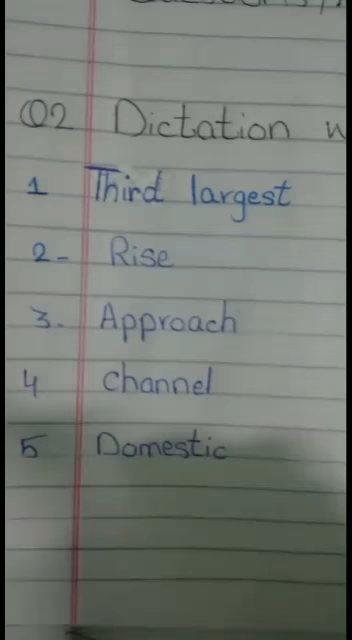 Q2 Dictation
1 Third largest
2- Rise
3. Approach
4 channel
5 Domestic